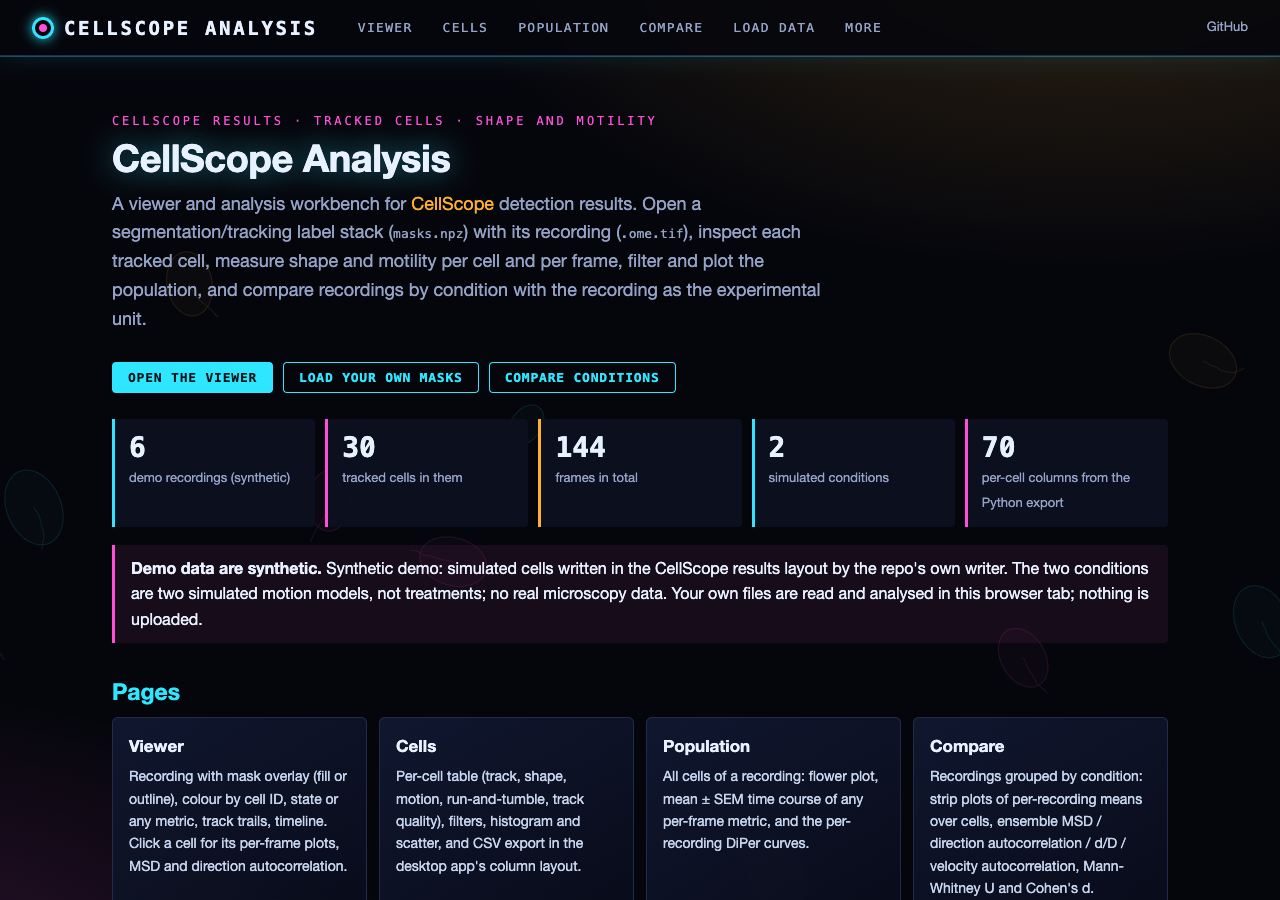 CELLSCOPE ANALYSIS
VIEWER CELLS POPULATION COMPARE LOAD DATA MORE
GitHub
CELLSCOPE RESULTS · TRACKED CELLS · SHAPE AND MOTILITY
CellScope Analysis
A viewer and analysis workbench for CellScope detection results. Open a
segmentation/tracking label stack (masks.npz) with its recording (.ome.tif), inspect each
tracked cell, measure shape and motility per cell and per frame, filter and plot the
population, and compare recordings by condition with the recording as the experimental
unit.
OPEN THE VIEWER
LOAD YOUR OWN MASKS
COMPARE CONDITIONS
6
demo recordings (synthetic)
30
tracked cells in them
144
frames in total
2
simulated conditions
70
per-cell columns from the
Python export
Demo data are synthetic. Synthetic demo: simulated cells written in the CellScope results layout by the repo's own writer. The two conditions
are two simulated motion models, not treatments; no real microscopy data. Your own files are read and analysed in this browser tab; nothing is
uploaded.
Pages
Viewer
Recording with mask overlay (fill or
outline), colour by cell ID, state or
any metric, track trails, timeline.
Click a cell for its per-frame plots,
MSD and direction autocorrelation.
Cells
Per-cell table (track, shape,
motion, run-and-tumble, track
quality), filters, histogram and
scatter, and CSV export in the
desktop app's column layout.
Population
All cells of a recording: flower plot,
mean ± SEM time course of any
per-frame metric, and the per-
recording DiPer curves.
Compare
Recordings grouped by condition:
strip plots of per-recording means
over cells, ensemble MSD /
direction autocorrelation / d/D /
velocity autocorrelation, Mann-
Whitney U and Cohen's d.